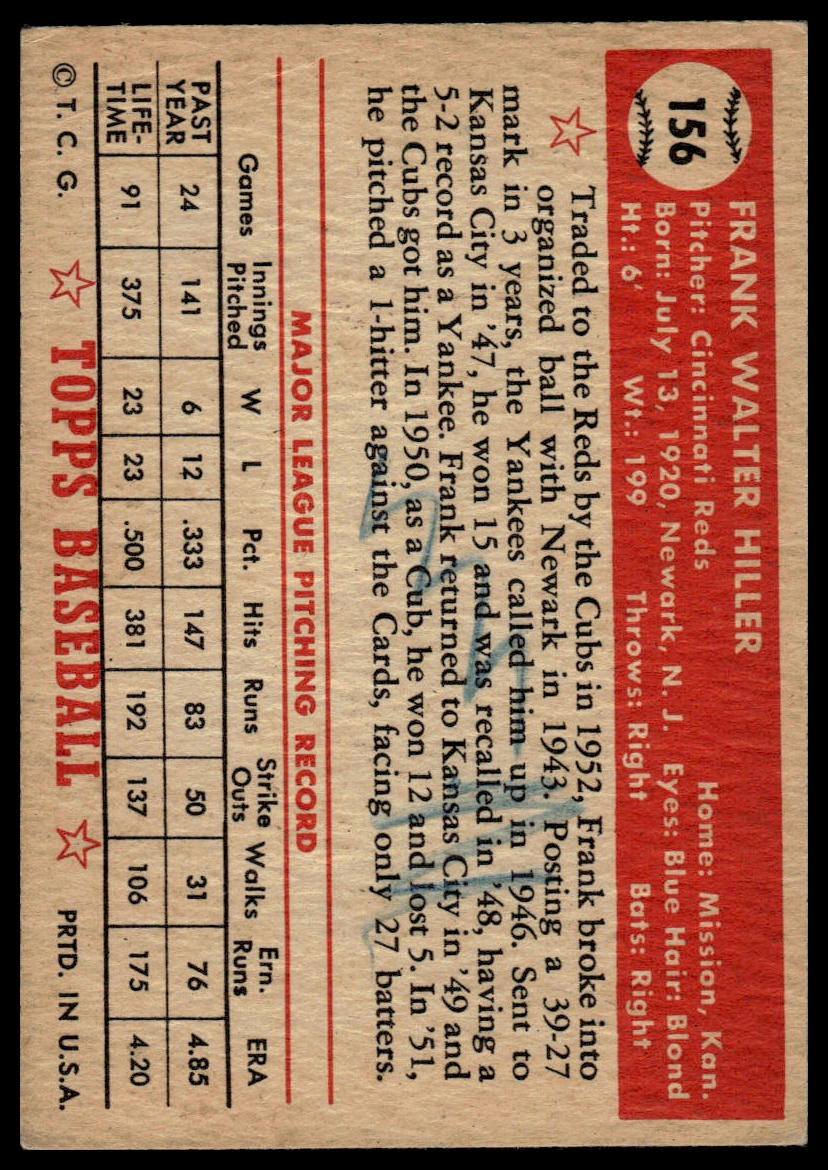 156
FRANK WALTER HILLER
Pitcher: Cincinnati Reds Home: Mission, Kan.
Born: July 13, 1920, Newark, N. J. Eyes: Blue Hair: Blond
Ht.: 6' Wt.: 199 Throws: Right Bats: Right
Traded to the Reds by the Cubs in 1952, Frank broke into
organized ball with Newark in 1943. Posting a 39-27
mark in 3 years, the Yankees called him up in 1946. Sent to
Kansas City in '47, he won 15 and was recalled in '48, having a
5-2 record as a Yankee. Frank returned to Kansas City in '49 and
the Cubs got him. In 1950, as a Cub, he won 12 and lost 5. In '51,
he pitched a 1-hitter against the Cards, facing only 27 batters.
MAJOR LEAGUE PITCHING RECORD
Games Innings Pitched W L Pct. Hits Runs Strike Outs Walks Ern. Runs ERA
PAST YEAR 24 141 6 12 .333 147 83 50 31 76 4.85
LIFE-TIME 91 375 23 23 .500 381 192 137 106 175 4.20
© T. C. G. TOPPS BASEBALL PRTD. IN U.S.A.